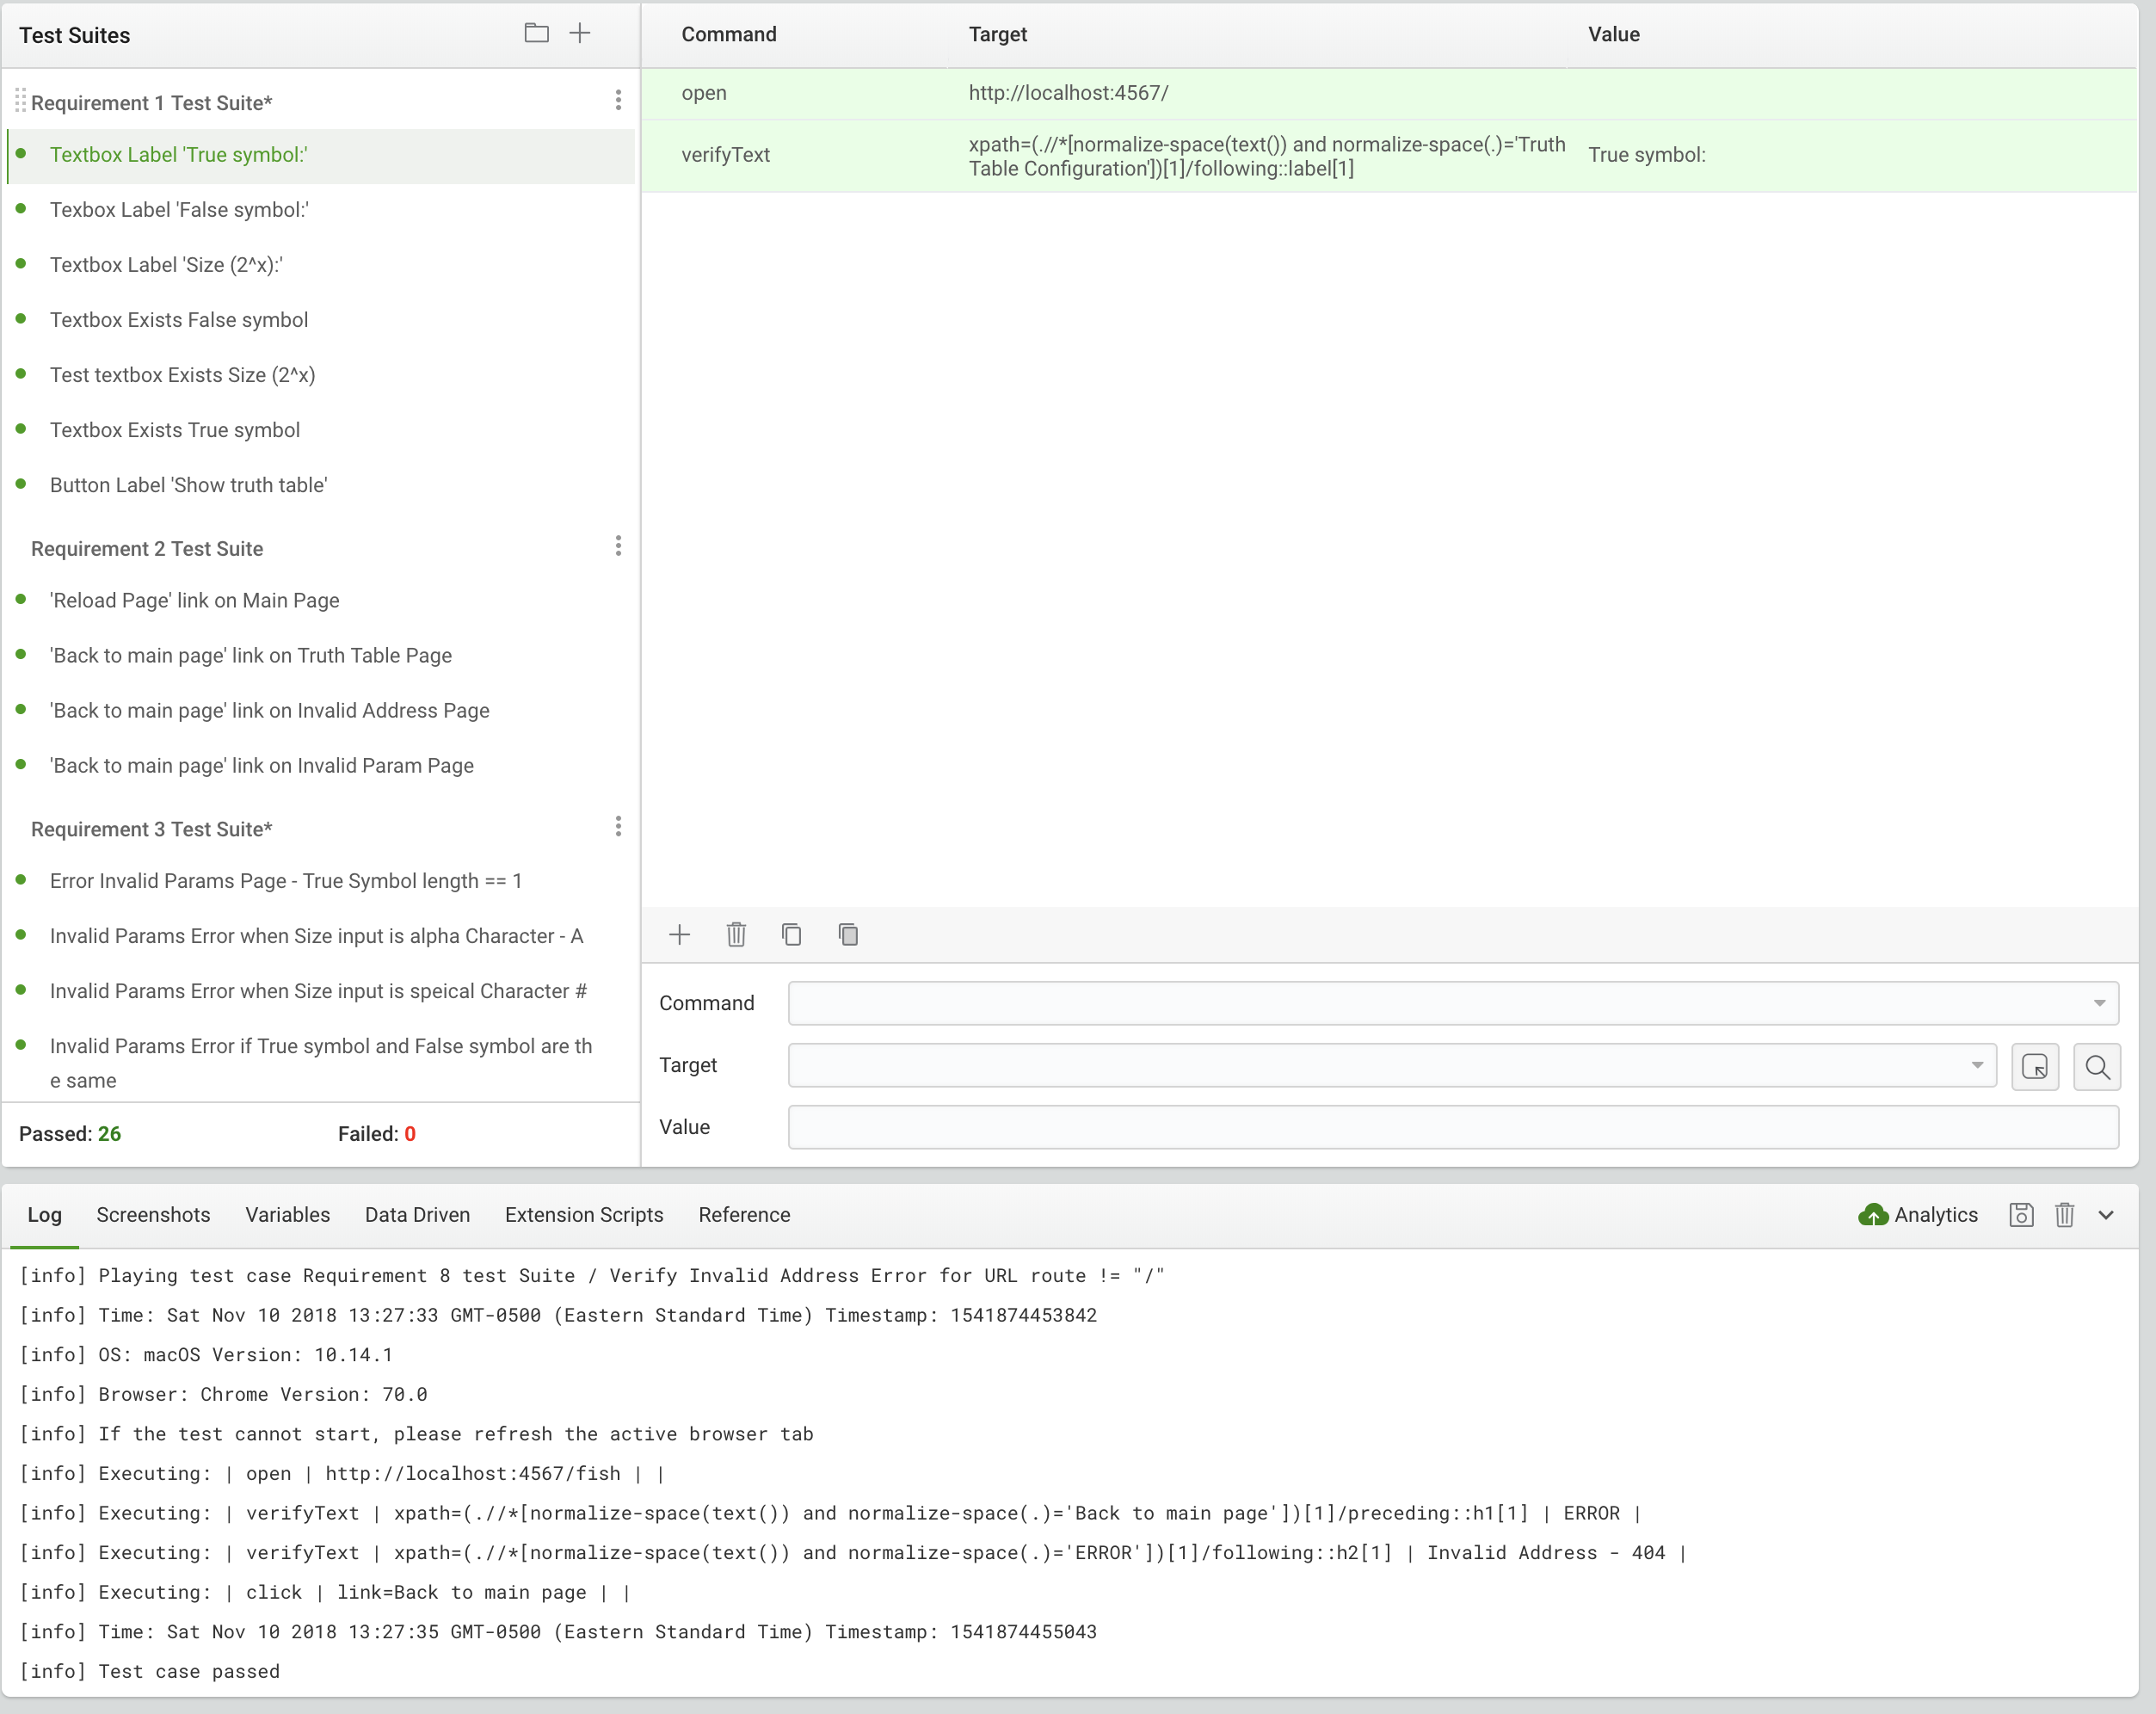 Test Suites
Requirement 1 Test Suite*
Textbox Label 'True symbol:'
Texbox Label 'False symbol:'
Textbox Label 'Size (2^x):'
Textbox Exists False symbol
Test textbox Exists Size (2^x)
Textbox Exists True symbol
Button Label 'Show truth table'
Requirement 2 Test Suite
'Reload Page' link on Main Page
'Back to main page' link on Truth Table Page
'Back to main page' link on Invalid Address Page
'Back to main page' link on Invalid Param Page
Requirement 3 Test Suite*
Error Invalid Params Page - True Symbol length == 1
Invalid Params Error when Size input is alpha Character - A
Invalid Params Error when Size input is speical Character #
Invalid Params Error if True symbol and False symbol are th
e same
Passed: 26 Failed: 0
Command Target Value
open http://localhost:4567/
verifyText xpath=(.//*[normalize-space(text()) and normalize-space(.)='Truth
Table Configuration'])[1]/following::label[1] True symbol:
Command
Target
Value
Log Screenshots Variables Data Driven Extension Scripts Reference Analytics
[info] Playing test case Requirement 8 test Suite / Verify Invalid Address Error for URL route != "/"
[info] Time: Sat Nov 10 2018 13:27:33 GMT-0500 (Eastern Standard Time) Timestamp: 1541874453842
[info] OS: macOS Version: 10.14.1
[info] Browser: Chrome Version: 70.0
[info] If the test cannot start, please refresh the active browser tab
[info] Executing: | open | http://localhost:4567/fish | |
[info] Executing: | verifyText | xpath=(.//*[normalize-space(text()) and normalize-space(.)='Back to main page'])[1]/preceding::h1[1] | ERROR |
[info] Executing: | verifyText | xpath=(.//*[normalize-space(text()) and normalize-space(.)='ERROR'])[1]/following::h2[1] | Invalid Address - 404 |
[info] Executing: | click | link=Back to main page | |
[info] Time: Sat Nov 10 2018 13:27:35 GMT-0500 (Eastern Standard Time) Timestamp: 1541874455043
[info] Test case passed